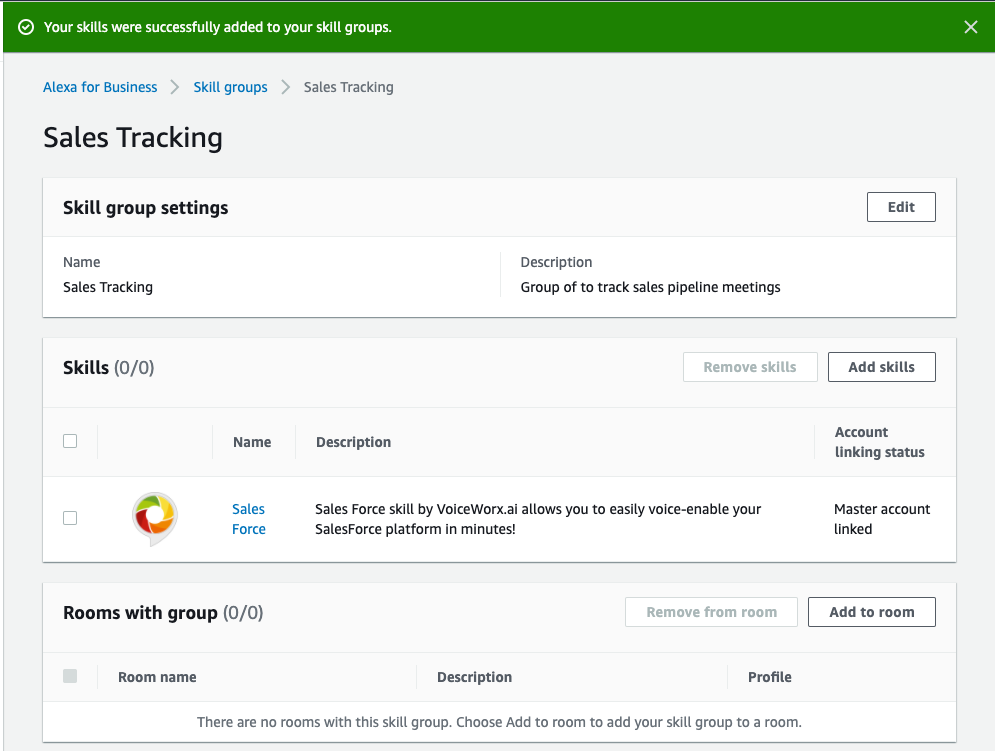 Your skills were successfully added to your skill groups.
Alexa for Business > Skill groups > Sales Tracking
Sales Tracking
Skill group settings
Edit
Name
Description
Sales Tracking
Group of to track sales pipeline meetings
Skills (0/0)
Remove skills
Add skills
Name
Description
Account
linking status
Sales
Force
Sales Force skill by VoiceWorx.ai allows you to easily voice-enable your
SalesForce platform in minutes!
Master account
linked
Rooms with group (0/0)
Remove from room
Add to room
Room name
Description
Profile
There are no rooms with this skill group. Choose Add to room to add your skill group to a room.